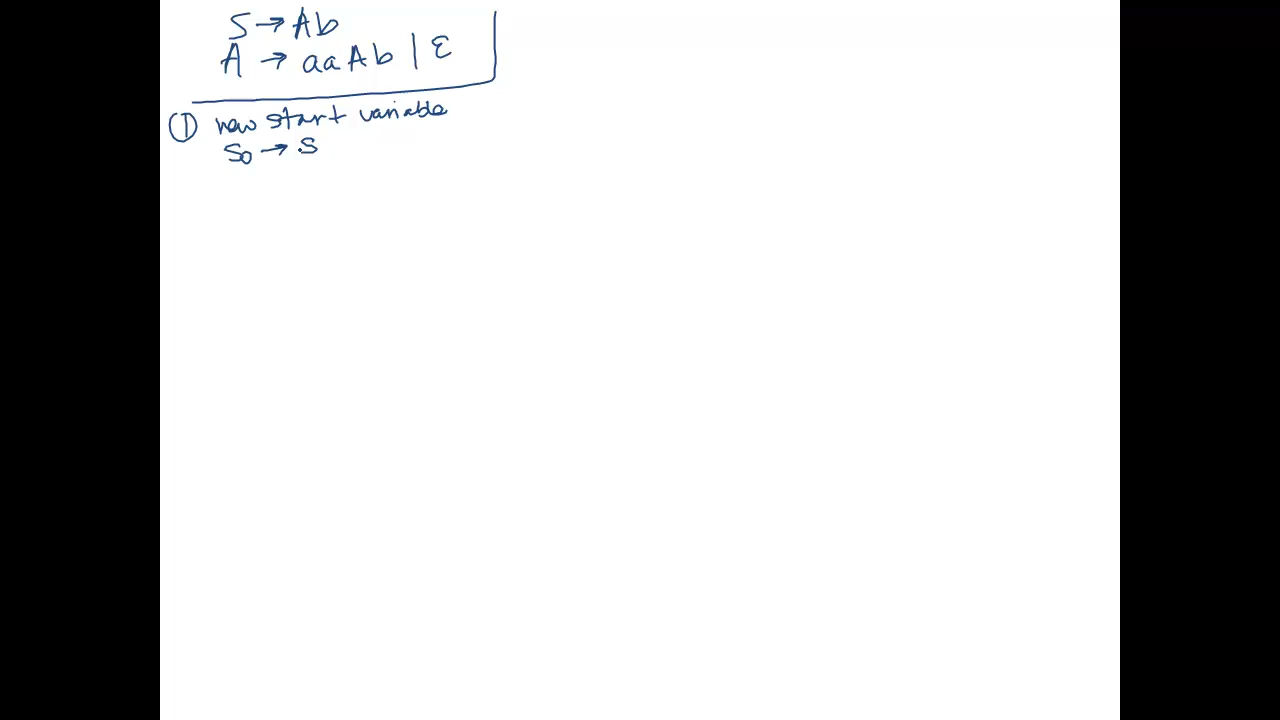 S → Ab
A → aaAb | ε
① new start variable
S0 → S